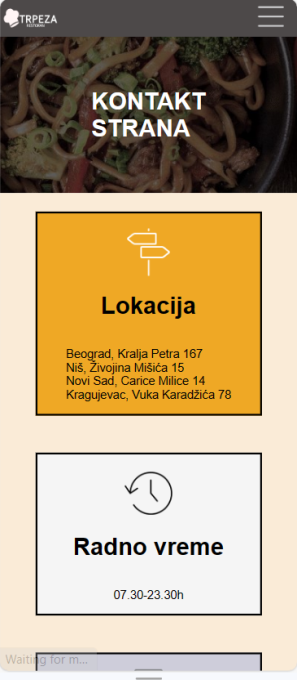 TRPEZA
KONTAKT
STRANA
Lokacija
Beograd, Kralja Petra 167
Niš, Živojina Mišića 15
Novi Sad, Carice Milice 14
Kragujevac, Vuka Karadžića 78
Radno vreme
07.30-23.30h
Waiting for m...